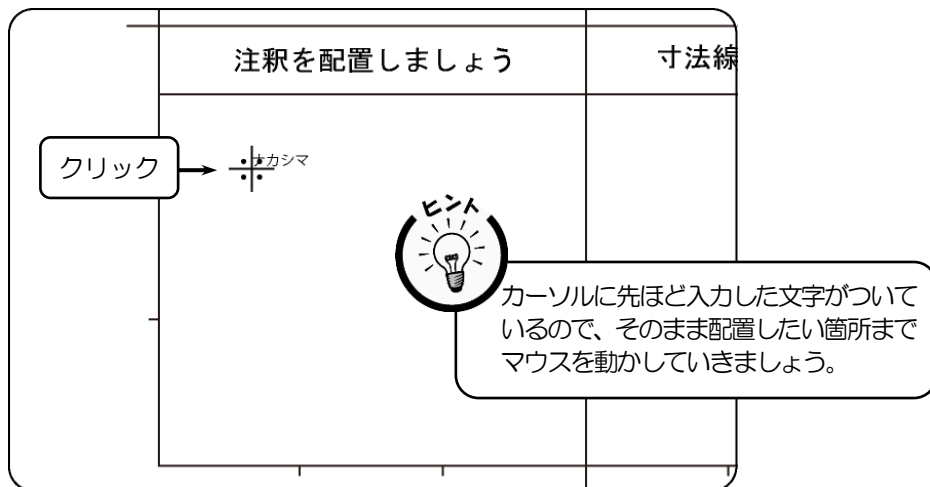 注釈を配置しましょう
寸法線
クリック
ナカシマ
ヒント
カーソルに先ほど入力した文字がついて
いるので、そのまま配置したい箇所まで
マウスを動かしていきましょう。